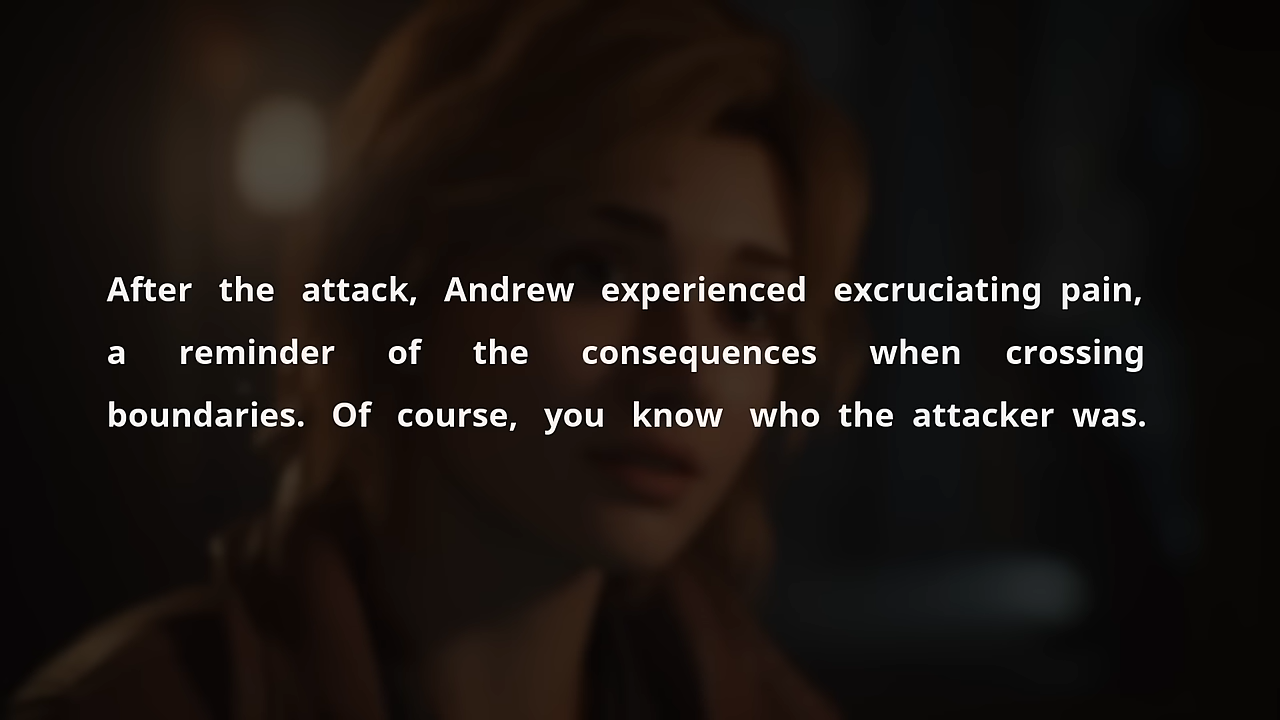 After the attack, Andrew experienced excruciating pain,
a reminder of the consequences when crossing
boundaries. Of course, you know who the attacker was.